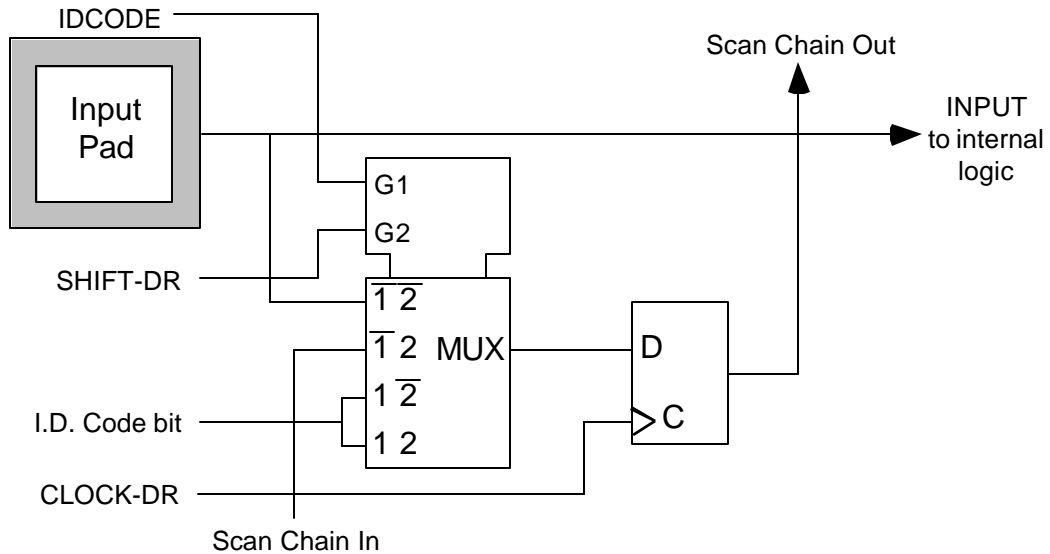 IDCODE
Scan Chain Out
Input
Pad
INPUT
to internal
logic
G1
G2
SHIFT-DR
1̅ 2̅
1̅ 2
MUX
D
1 2̅
I.D. Code bit
C
1 2
CLOCK-DR
Scan Chain In